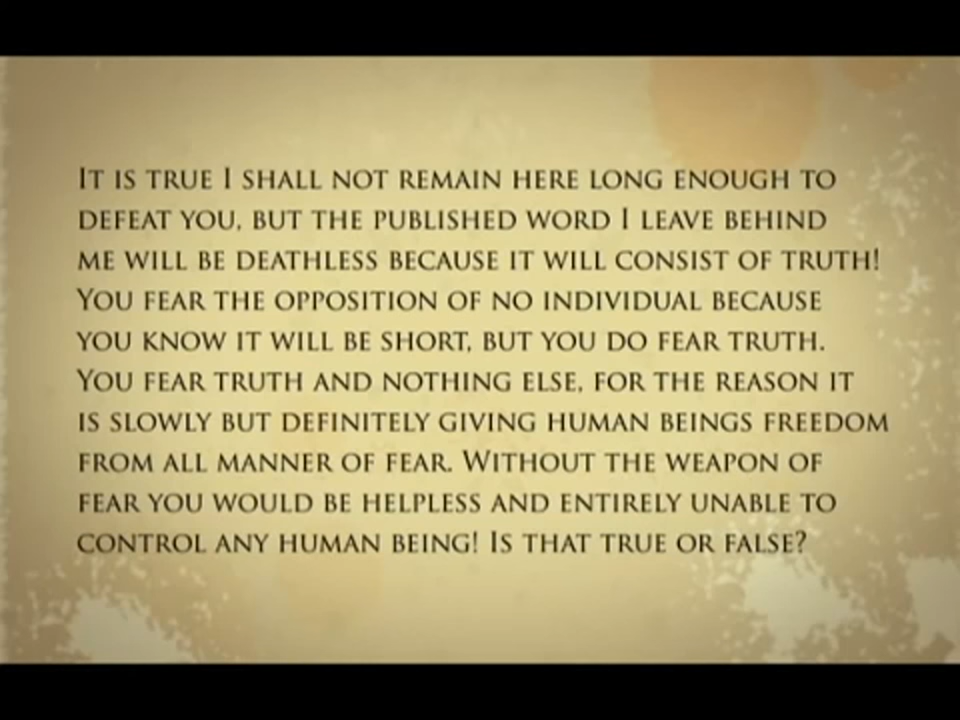 It is true I shall not remain here long enough to
defeat you, but the published word I leave behind
me will be deathless because it will consist of truth!
You fear the opposition of no individual because
you know it will be short, but you do fear truth.
You fear truth and nothing else, for the reason it
is slowly but definitely giving human beings freedom
from all manner of fear. Without the weapon of
fear you would be helpless and entirely unable to
control any human being! Is that true or false?